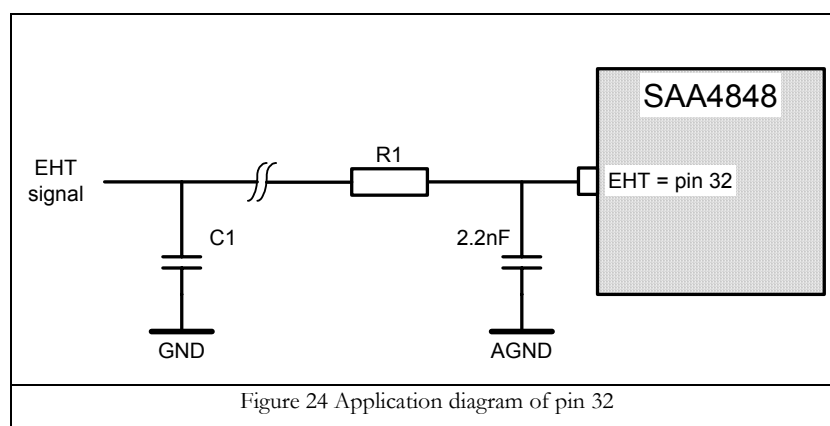 SAA4848
EHT
signal
R1
EHT = pin 32
C1
2.2nF
GND
AGND
Figure 24 Application diagram of pin 32